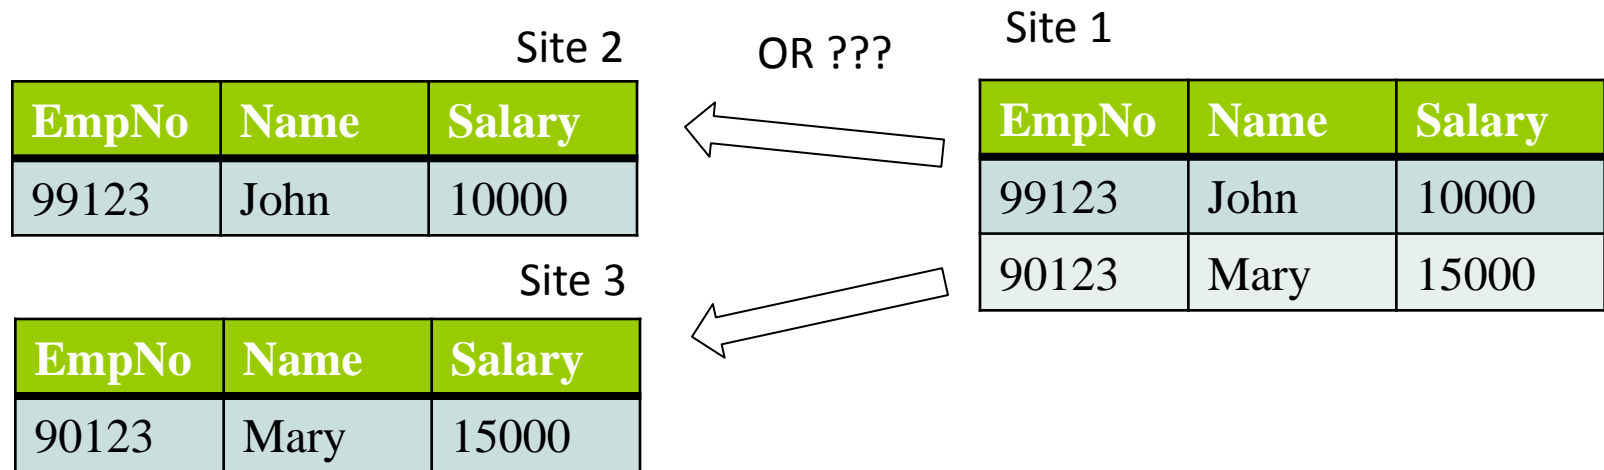 Site 2
EmpNo Name Salary
99123 John 10000
Site 3
EmpNo Name Salary
90123 Mary 15000
OR ???
Site 1
EmpNo Name Salary
99123 John 10000
90123 Mary 15000